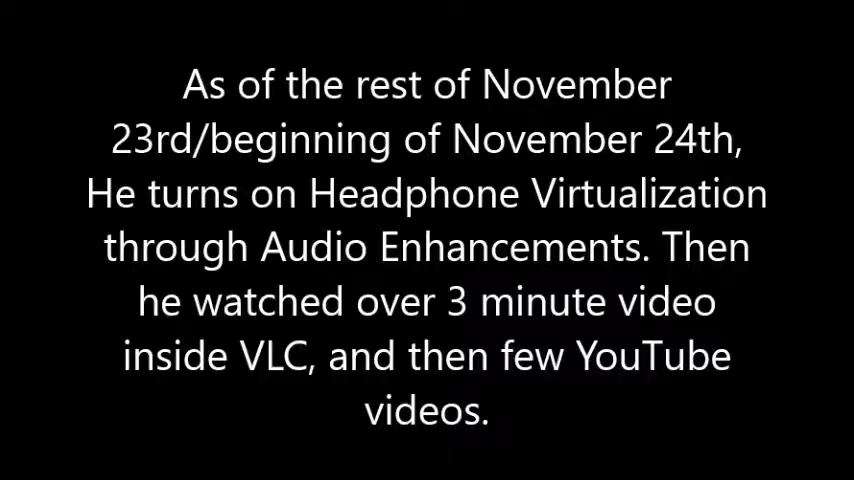 As of the rest of November
23rd/beginning of November 24th,
He turns on Headphone Virtualization
through Audio Enhancements. Then
he watched over 3 minute video
inside VLC, and then few YouTube
videos.